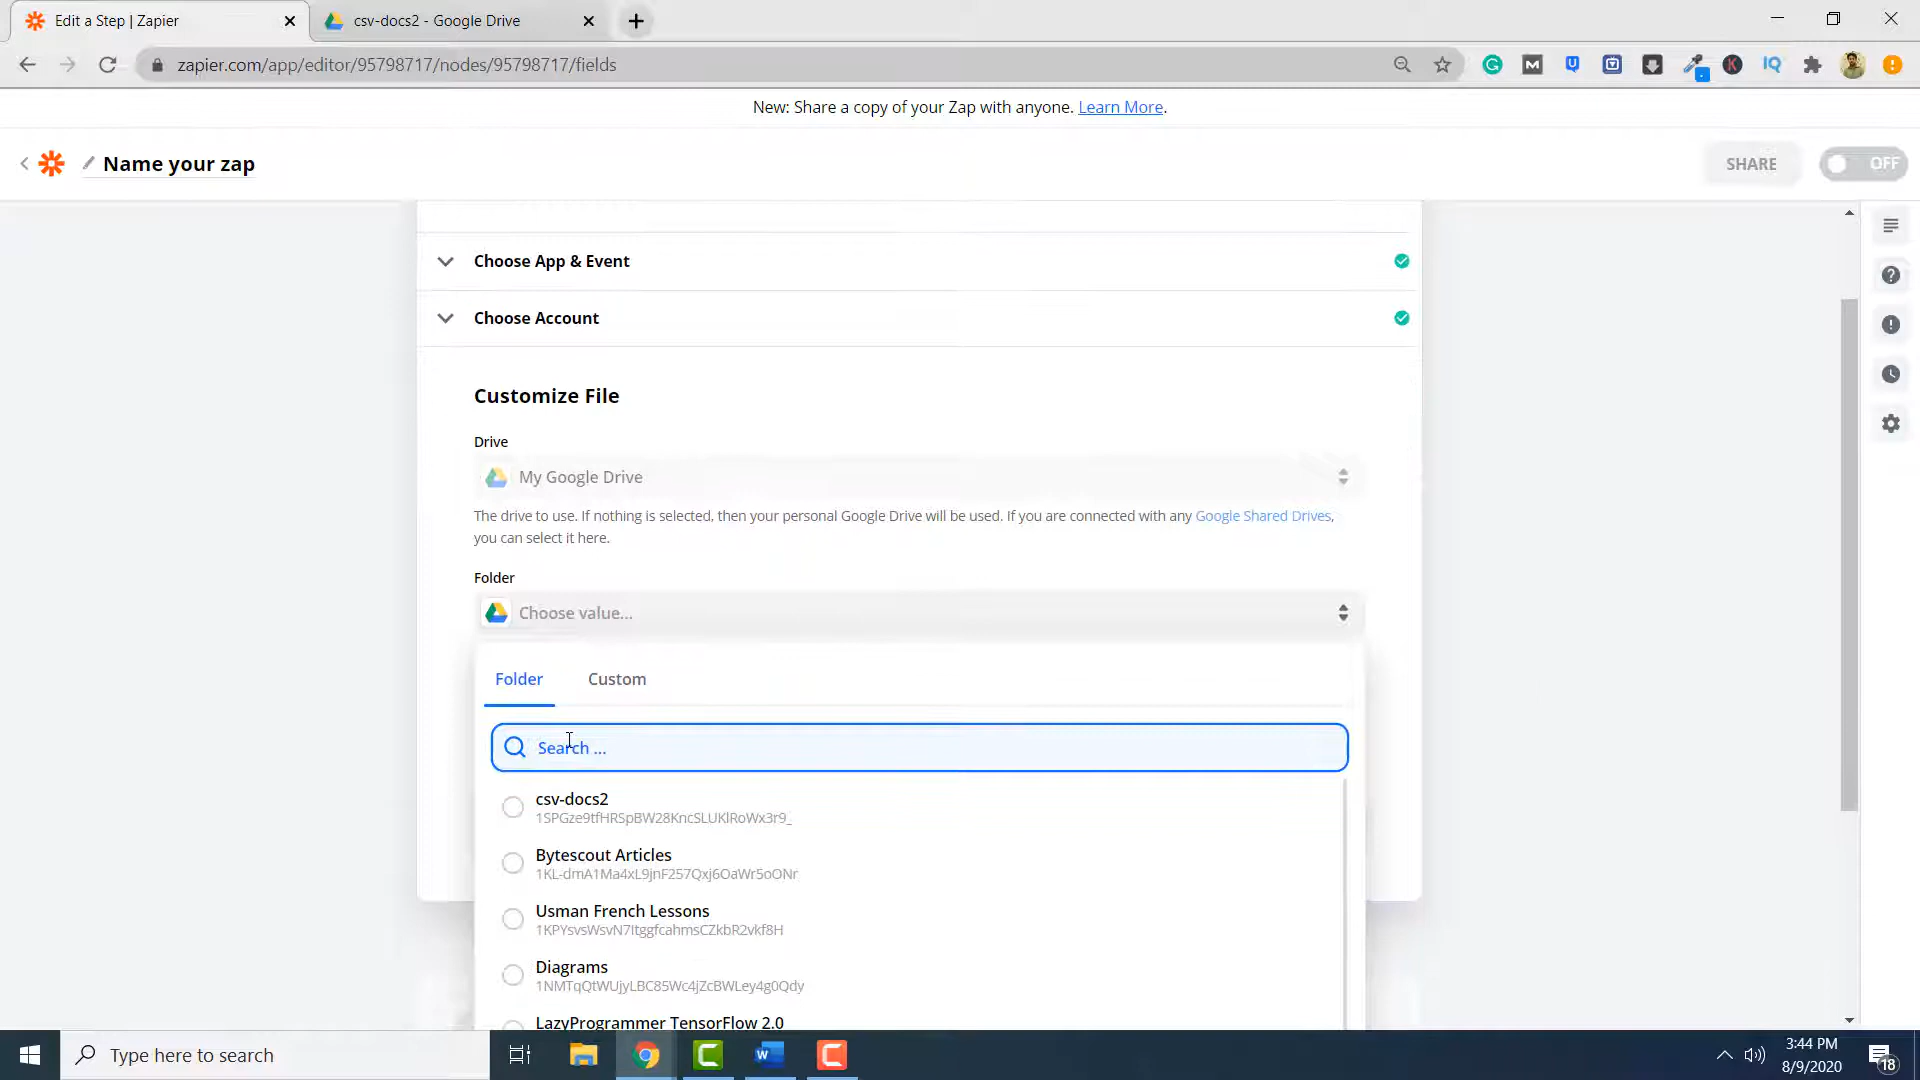 Edit a Step | Zapier
csv-docs2 - Google Drive
zapier.com/app/editor/95798717/nodes/95798717/fields
New: Share a copy of your Zap with anyone. Learn More.
Name your zap
SHARE
OFF
Choose App & Event
Choose Account
Customize File
Drive
My Google Drive
The drive to use. If nothing is selected, then your personal Google Drive will be used. If you are connected with any Google Shared Drives,
you can select it here.
Folder
Choose value...
Folder
Custom
Search ...
csv-docs2
1SPGze9tfHRSpBW28KncSLUKlRoWx3r9_
Bytescout Articles
1KL-dmA1Ma4xL9jnF257Qxj6OaWr5oONr
Usman French Lessons
1KPYsvsWsvN7ItggfcahmsCZkbR2vkf8H
Diagrams
1NMTqQtWUjyLBC85Wc4jZcBWLey4g0Qdy
LazyProgrammer TensorFlow 2.0
Type here to search
3:44 PM
8/9/2020
18